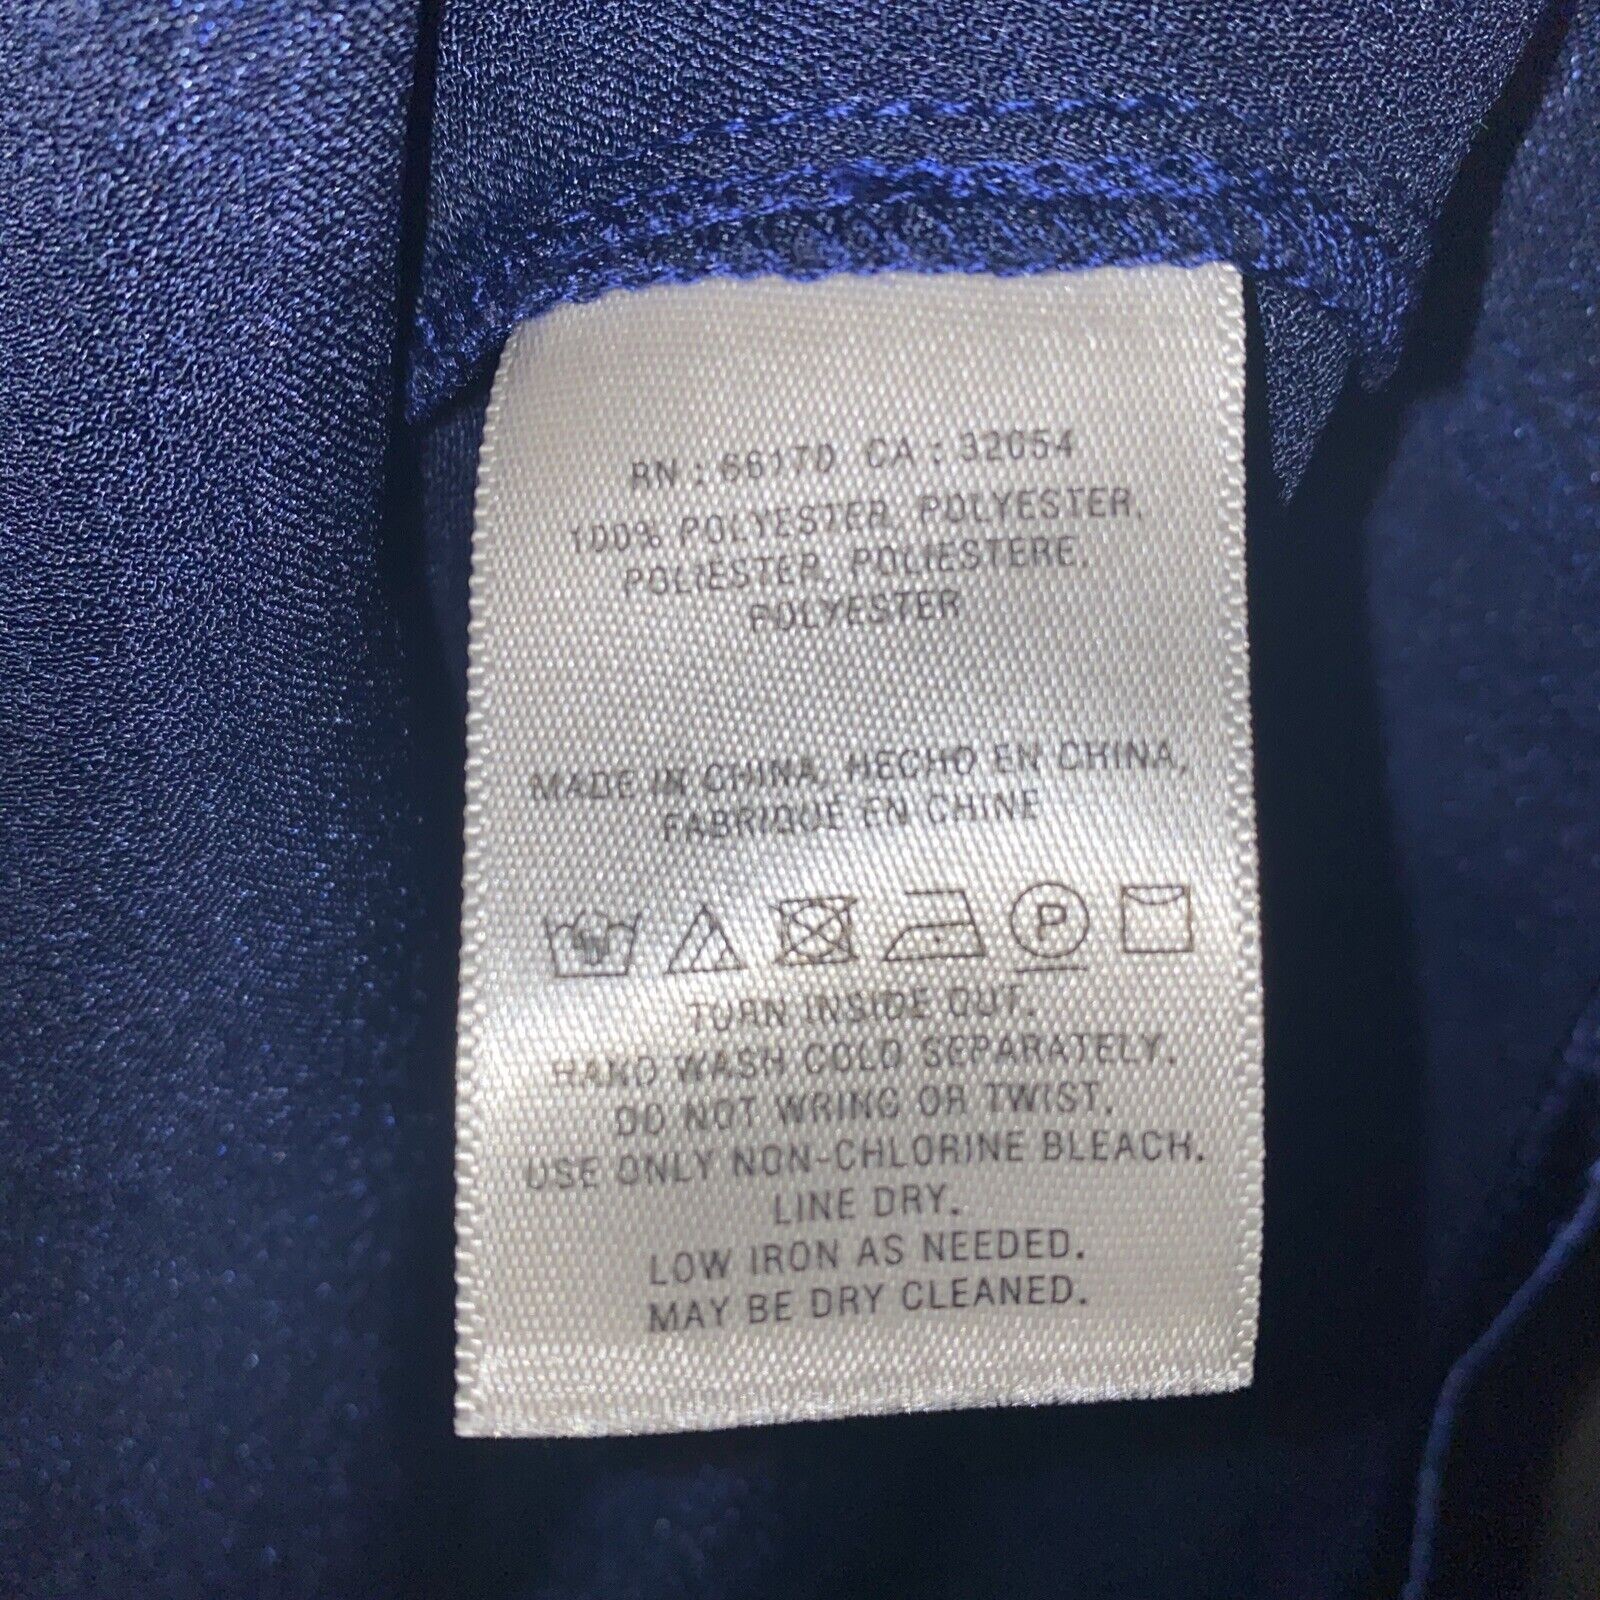 RN : 66170 CA : 32054
100% POLYESTER, POLYESTER,
POLIESTER, POLIESTERE,
POLYESTER
MADE IN CHINA, HECHO EN CHINA,
FABRIQUE EN CHINE
P
TURN INSIDE OUT.
HAND WASH COLD SEPARATELY.
DO NOT WRING OR TWIST.
USE ONLY NON-CHLORINE BLEACH.
LINE DRY.
LOW IRON AS NEEDED.
MAY BE DRY CLEANED.